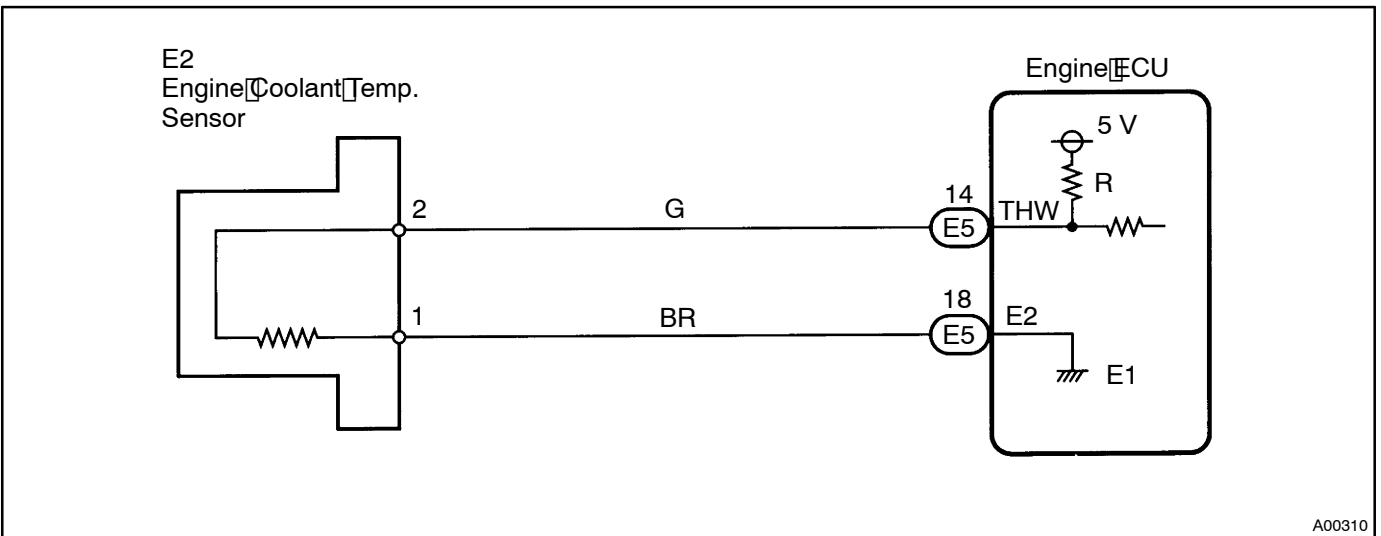 E2
Engine Coolant Temp.
Sensor
Engine ECU
5 V
R
2
G
14
E5
THW
1
BR
18
E5
E2
E1
A00310